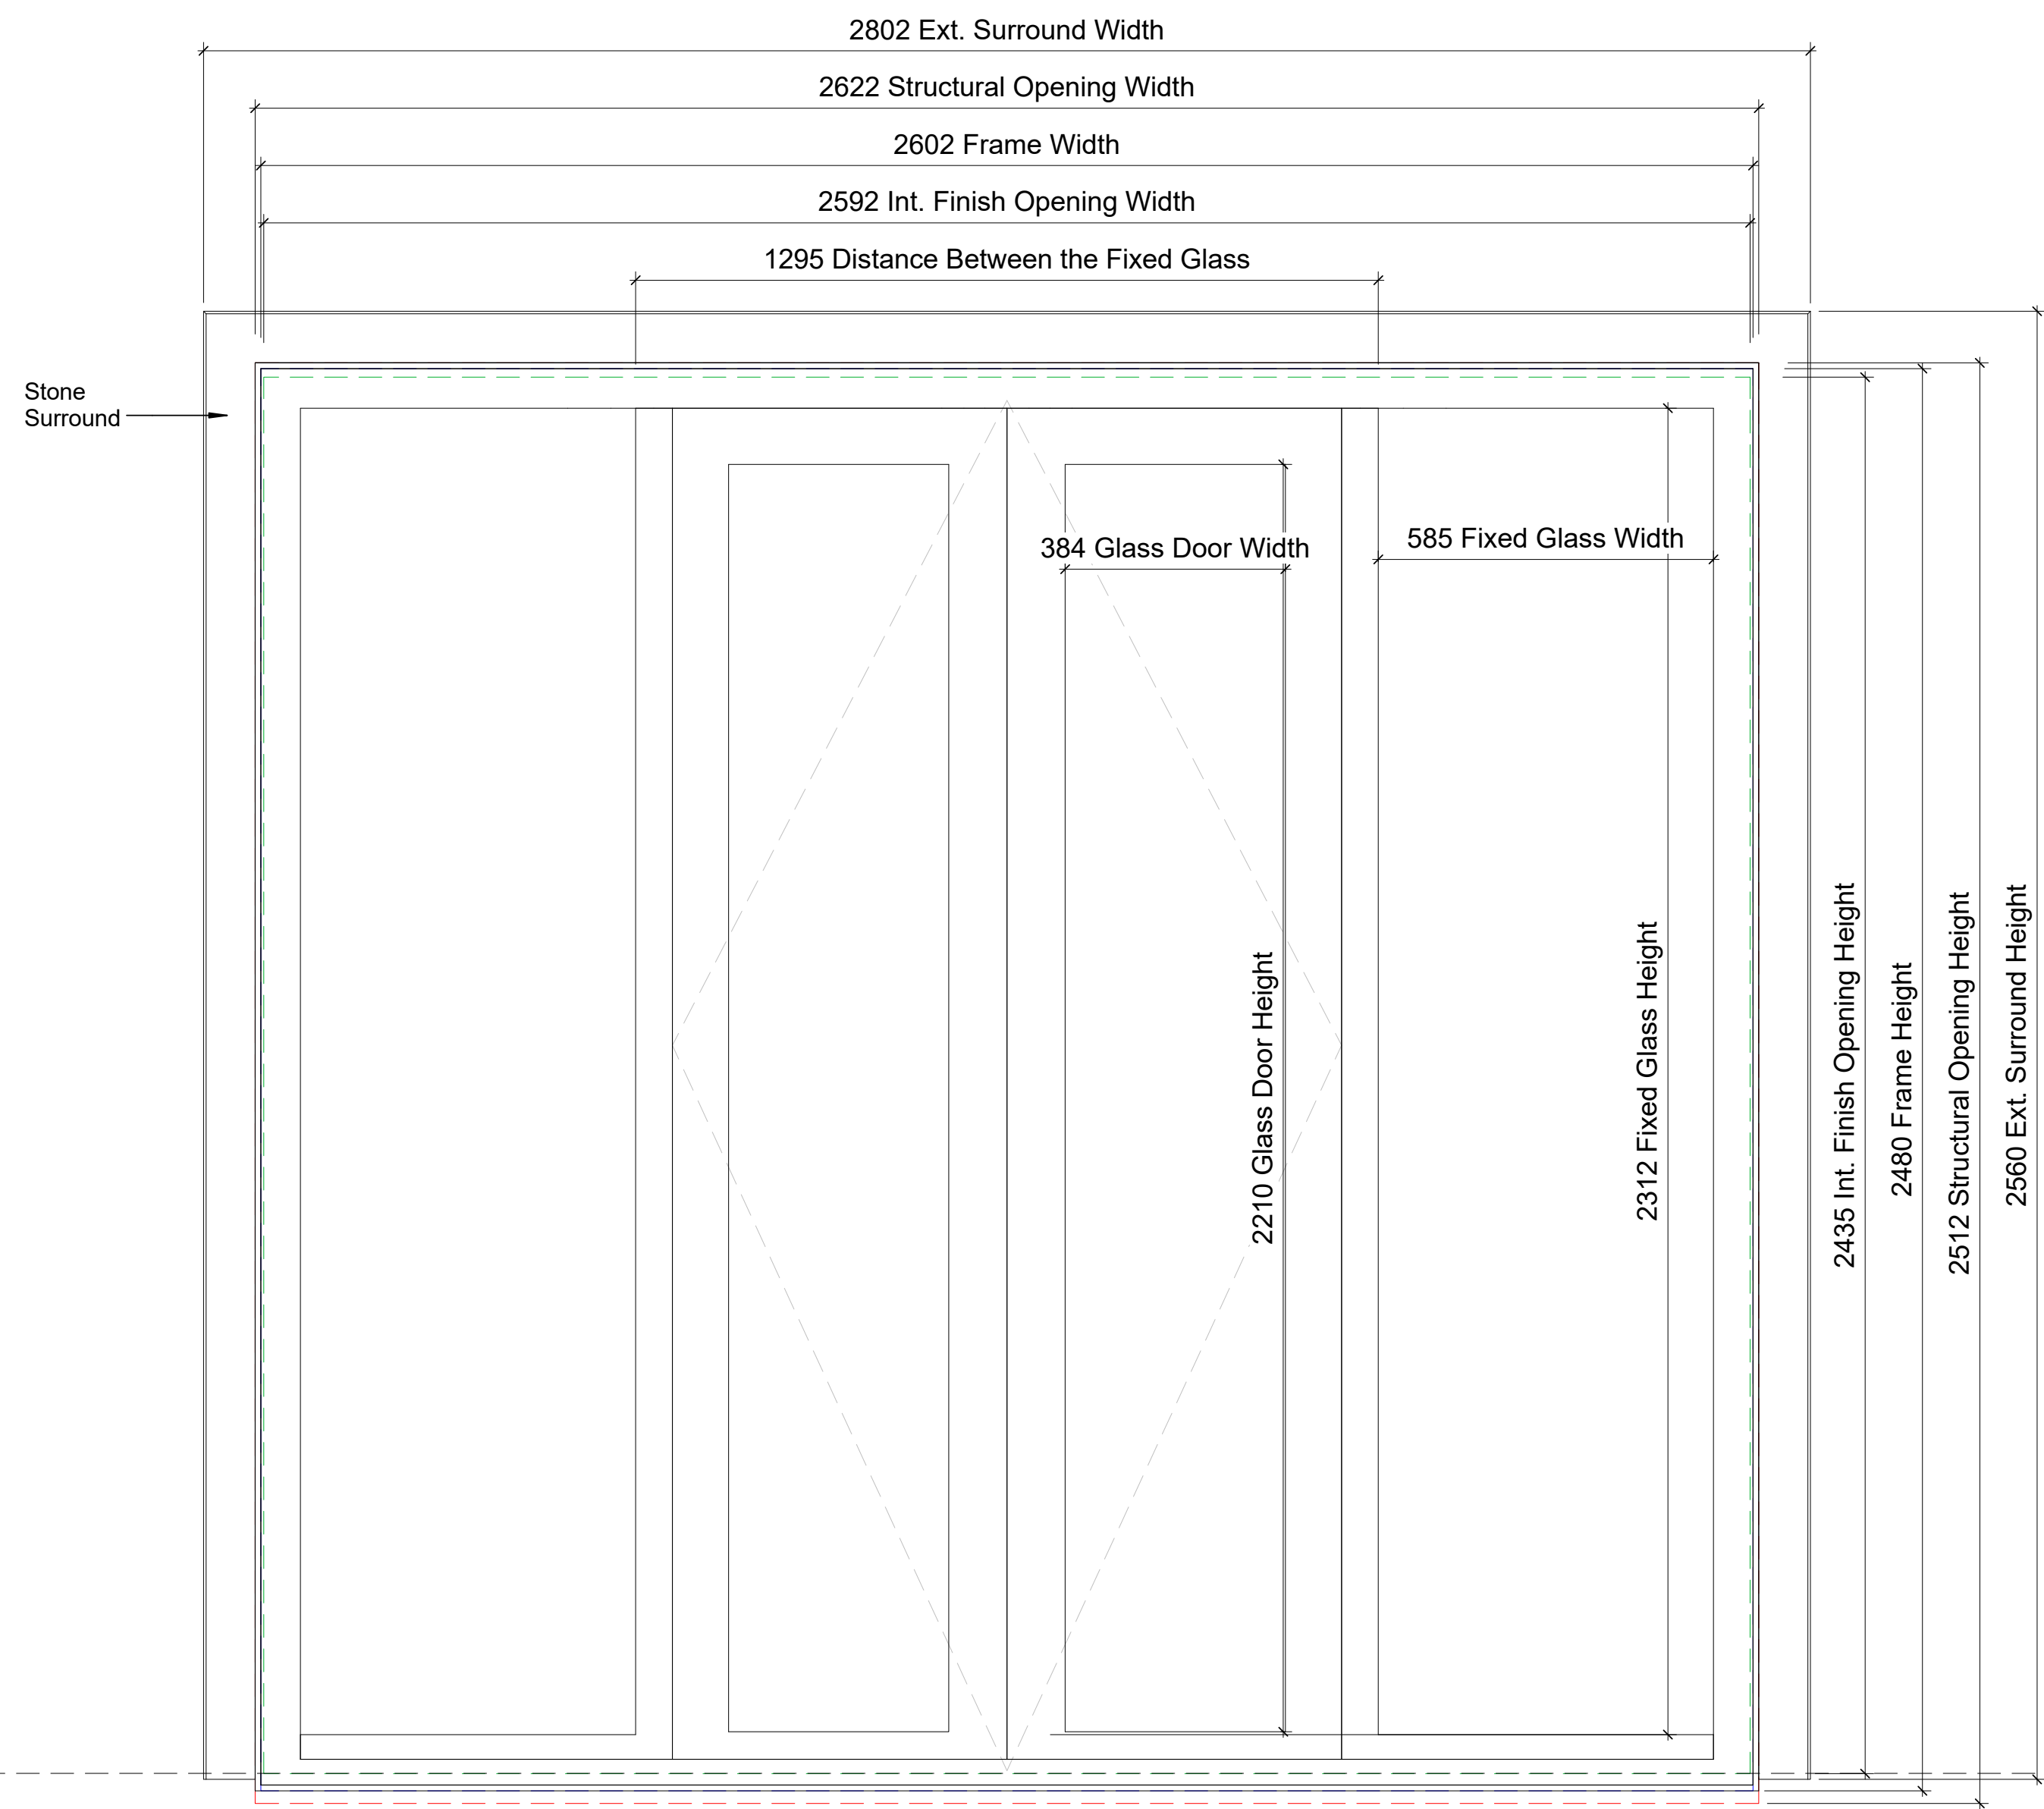 2802 Ext. Surround Width
2622 Structural Opening Width
2602 Frame Width
2592 Int. Finish Opening Width
1295 Distance Between the Fixed Glass
Stone
Surround
384 Glass Door Width
585 Fixed Glass Width
2210 Glass Door Height
2312 Fixed Glass Height
2435 Int. Finish Opening Height
2480 Frame Height
2512 Structural Opening Height
2560 Ext. Surround Height